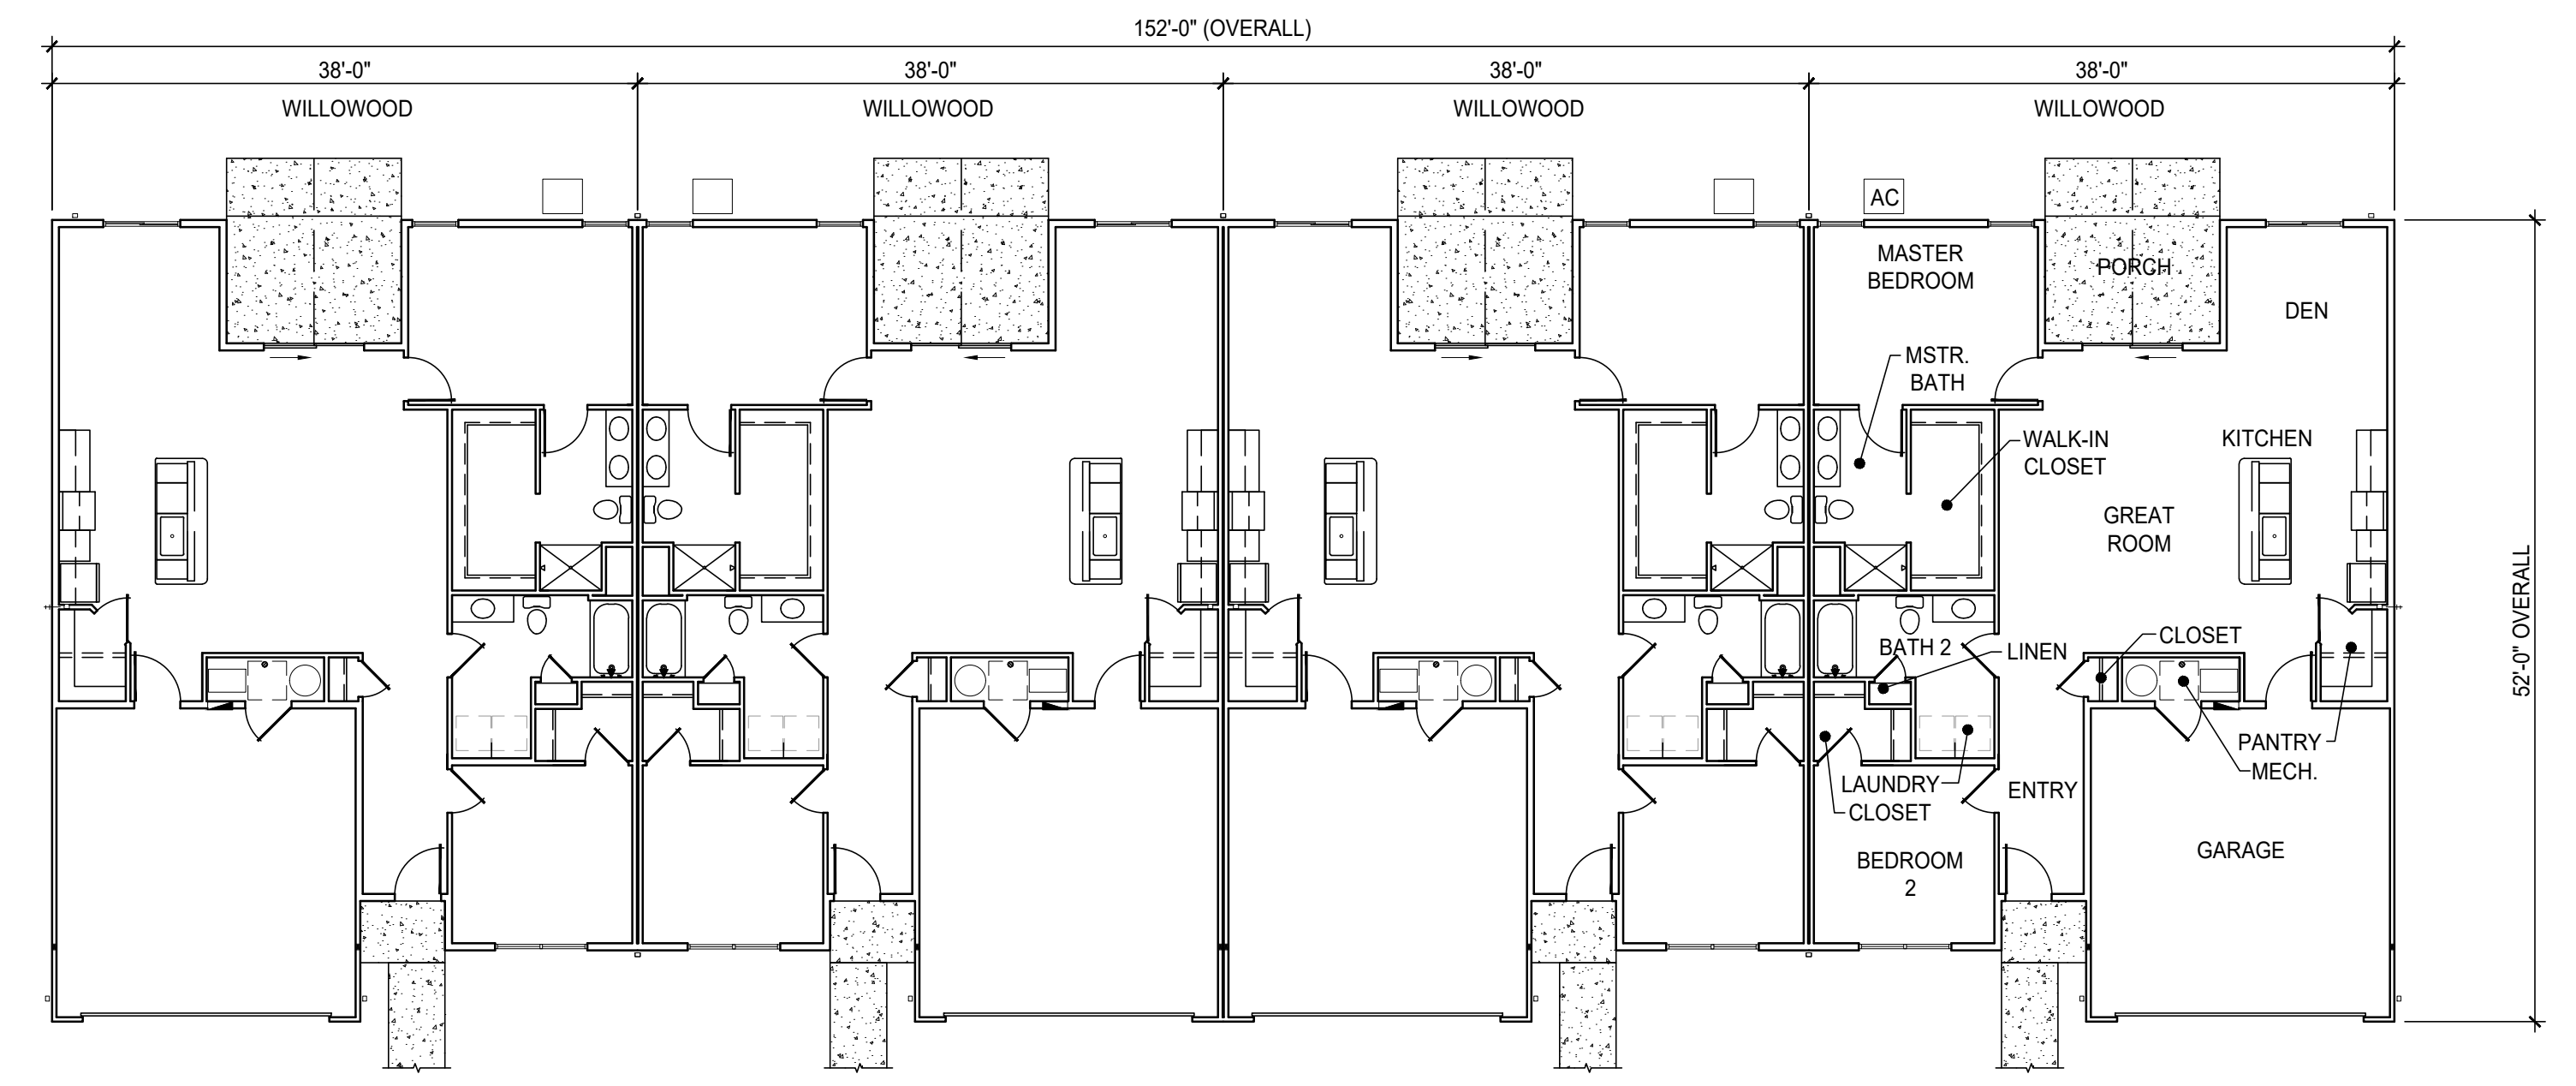 152'-0" (OVERALL)
38'-0" 38'-0" 38'-0" 38'-0"
WILLOWOOD WILLOWOOD WILLOWOOD WILLOWOOD
AC
MASTER
BEDROOM
PORCH
DEN
MSTR.
BATH
WALK-IN
CLOSET
KITCHEN
GREAT
ROOM
52'-0" OVERALL
CLOSET
BATH 2
LINEN
PANTRY
MECH.
LAUNDRY
CLOSET
ENTRY
GARAGE
BEDROOM
2